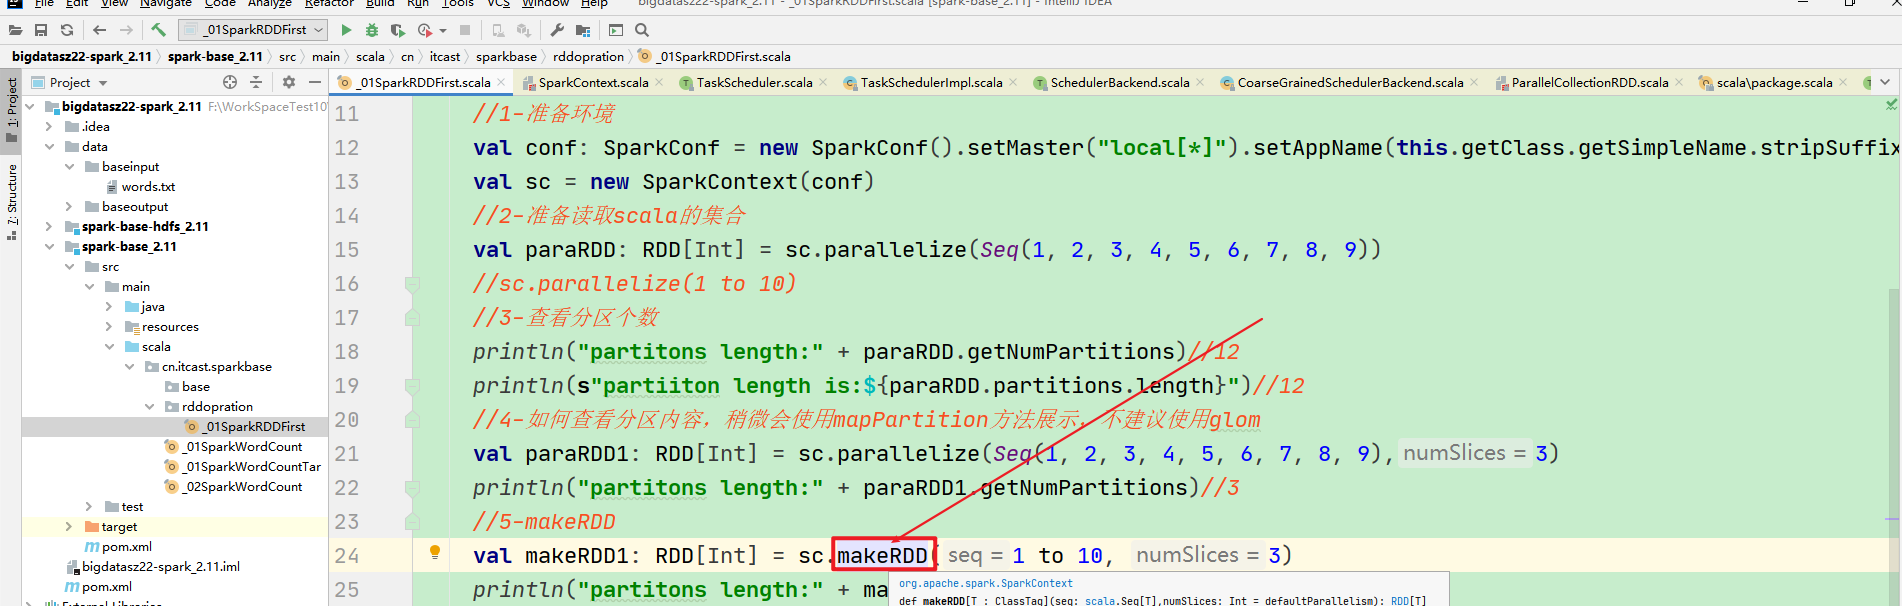 File Edit View Navigate Code Analyze Refactor Build Run Tools VCS Window Help bigdatasz22-spark_2.11 - _01SparkRDDFirst.scala [spark-base_2.11] - IntelliJ IDEA
_01SparkRDDFirst
bigdatasz22-spark_2.11 spark-base_2.11 src main scala cn itcast sparkbase rddopration _01SparkRDDFirst.scala
Project _01SparkRDDFirst.scala SparkContext.scala TaskScheduler.scala TaskSchedulerImpl.scala SchedulerBackend.scala CoarseGrainedSchedulerBackend.scala ParallelCollectionRDD.scala scala\package.scala
1: Project
7: Structure
bigdatasz22-spark_2.11 F:\WorkSpaceTest10
.idea
data
baseinput
words.txt
baseoutput
spark-base-hdfs_2.11
spark-base_2.11
src
main
java
resources
scala
cn.itcast.sparkbase
base
rddopration
_01SparkRDDFirst
_01SparkWordCount
_01SparkWordCountTar
_02SparkWordCount
test
target
pom.xml
bigdatasz22-spark_2.11.iml
pom.xml
External Libraries
11 //1-准备环境
12 val conf: SparkConf = new SparkConf().setMaster("local[*]").setAppName(this.getClass.getSimpleName.stripSuffix
13 val sc = new SparkContext(conf)
14 //2-准备读取scala的集合
15 val paraRDD: RDD[Int] = sc.parallelize(Seq(1, 2, 3, 4, 5, 6, 7, 8, 9))
16 //sc.parallelize(1 to 10)
17 //3-查看分区个数
18 println("partitons length:" + paraRDD.getNumPartitions)//12
19 println(s"partiiton length is:${paraRDD.partitions.length}")//12
20 //4-如何查看分区内容，稍微会使用mapPartition方法展示，不建议使用glom
21 val paraRDD1: RDD[Int] = sc.parallelize(Seq(1, 2, 3, 4, 5, 6, 7, 8, 9), numSlices = 3)
22 println("partitons length:" + paraRDD1.getNumPartitions)//3
23 //5-makeRDD
24 val makeRDD1: RDD[Int] = sc.makeRDD( seq = 1 to 10, numSlices = 3)
25 println("partitons length:" + ma
org.apache.spark.SparkContext
def makeRDD[T : ClassTag](seq: scala.Seq[T],numSlices: Int = defaultParallelism): RDD[T]